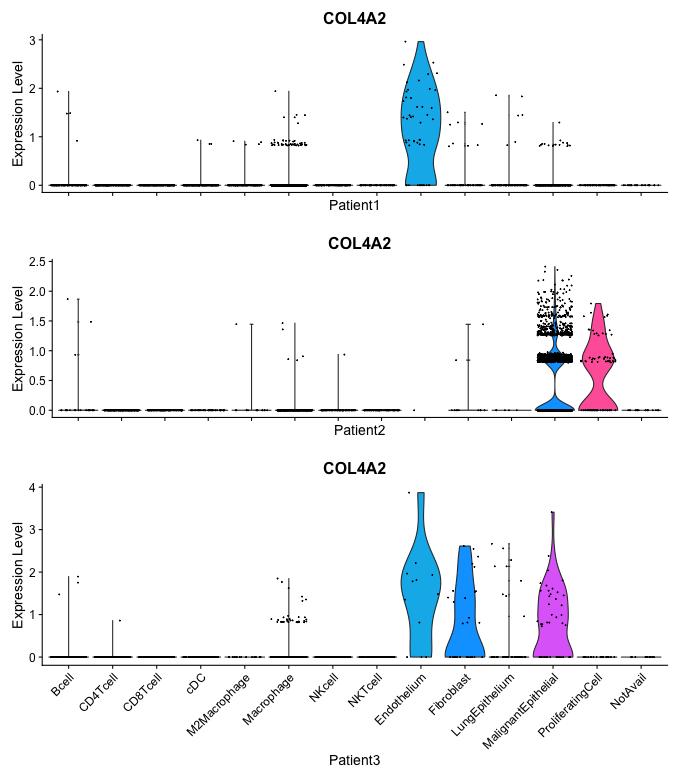 COL4A2
Expression Level
3
2
1
0
Patient1
COL4A2
Expression Level
2.5
2.0
1.5
1.0
0.5
0.0
Patient2
COL4A2
Expression Level
4
3
2
1
0
Bcell
CD4Tcell
CD8Tcell
cDC
M2Macrophage
Macrophage
NKcell
NKTcell
Endothelium
Fibroblast
LungEpithelium
MalignantEpithelial
ProliferatingCell
NotAvail
Patient3